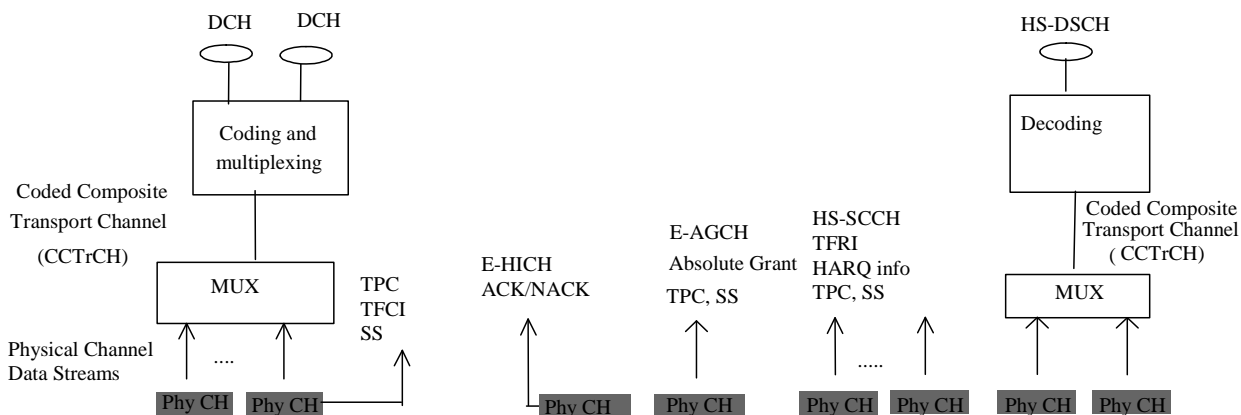 DCH
DCH
HS-DSCH
Coding and
multiplexing
Decoding
Coded Composite
Transport Channel
(CCTrCH)
MUX
TPC
TFCI
SS
E-HICH
ACK/NACK
E-AGCH
Absolute Grant
TPC, SS
HS-SCCH
TFRI
HARQ info
TPC, SS
Coded Composite
Transport Channel
( CCTrCH)
MUX
Physical Channel
Data Streams
....
.....
Phy CH
Phy CH
Phy CH
Phy CH
Phy CH
Phy CH
Phy CH
Phy CH